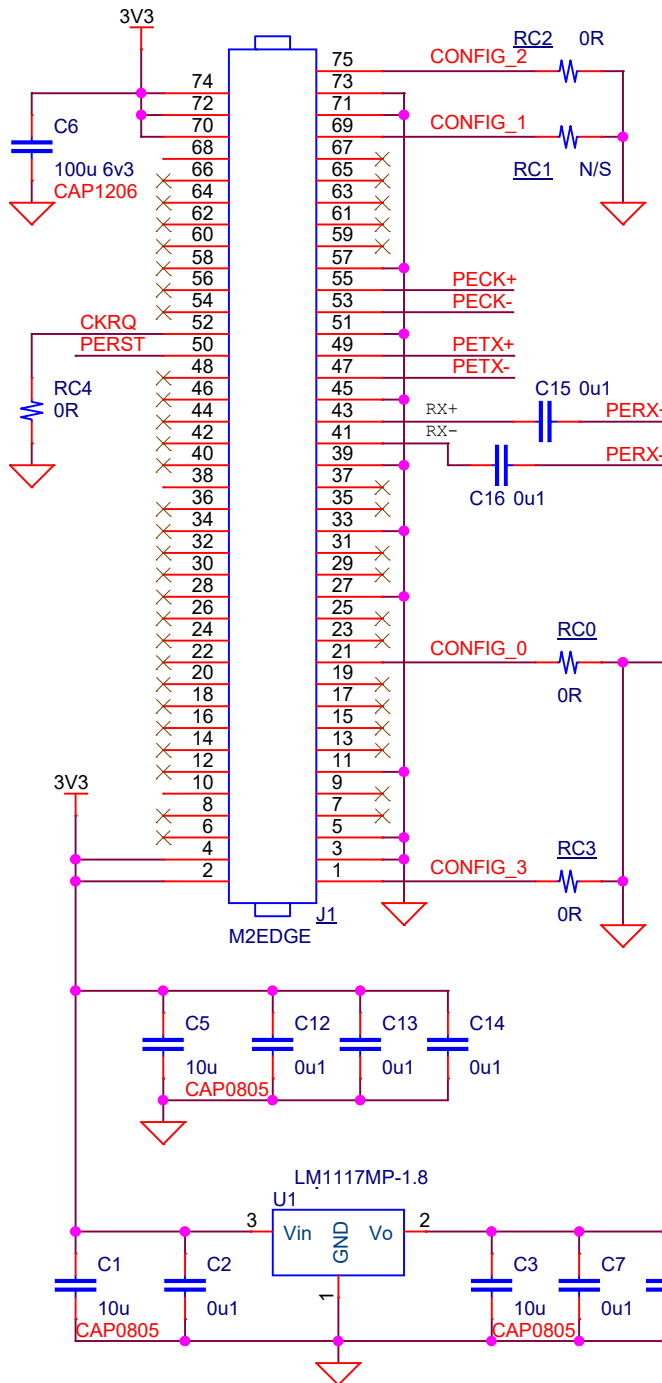 3V3
RC2 0R
75 CONFIG_2
74 73
72 71
C6 70 69 CONFIG_1
68 67
100u 6v3 RC1 N/S
66 65
CAP1206
64 63
62 61
60 59
58 57
56 55 PECK+
54 53 PECK-
CKRQ 52 51
PERST 50 49 PETX+
48 47 PETX-
RC4 46 45
C15 0u1
0R 44 43 RX+
42 41 RX- PERX-
40 39
C16 0u1
38 37
36 35
34 33
32 31
30 29
28 27
26 25
24 23
RC0
22 21 CONFIG_0
20 19
0R
18 17
16 15
14 13
12 11
3V3 10 9
8 7
6 5
RC3
4 3
2 1 CONFIG_3
J1
0R
M2EDGE
C5 C12 C13 C14
10u 0u1 0u1 0u1
CAP0805
LM1117MP-1.8
U1
3 Vin GND Vo 2
C1 C2 C3 C7
1
10u 0u1 10u 0u1
CAP0805 CAP0805